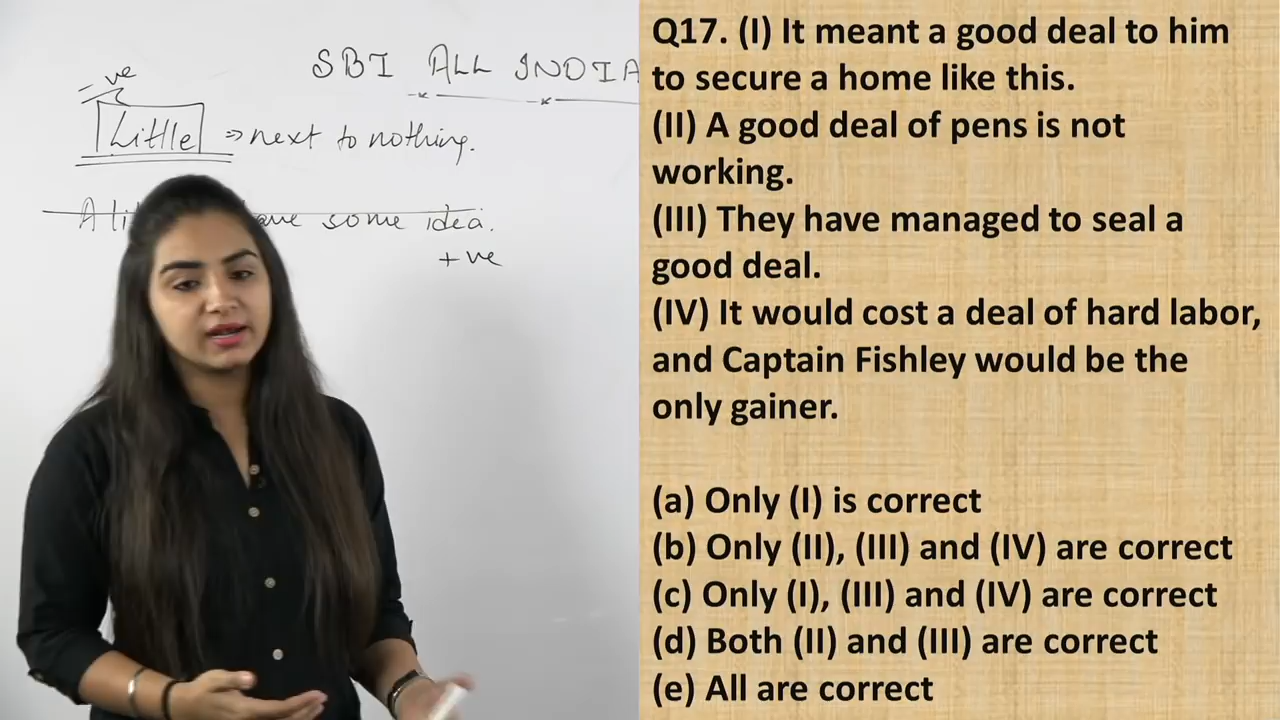 SBI ALL INDIA
ve
Little => next to nothing.
A lit ave some idea.
+ve
Q17. (I) It meant a good deal to him
to secure a home like this.
(II) A good deal of pens is not
working.
(III) They have managed to seal a
good deal.
(IV) It would cost a deal of hard labor,
and Captain Fishley would be the
only gainer.
(a) Only (I) is correct
(b) Only (II), (III) and (IV) are correct
(c) Only (I), (III) and (IV) are correct
(d) Both (II) and (III) are correct
(e) All are correct